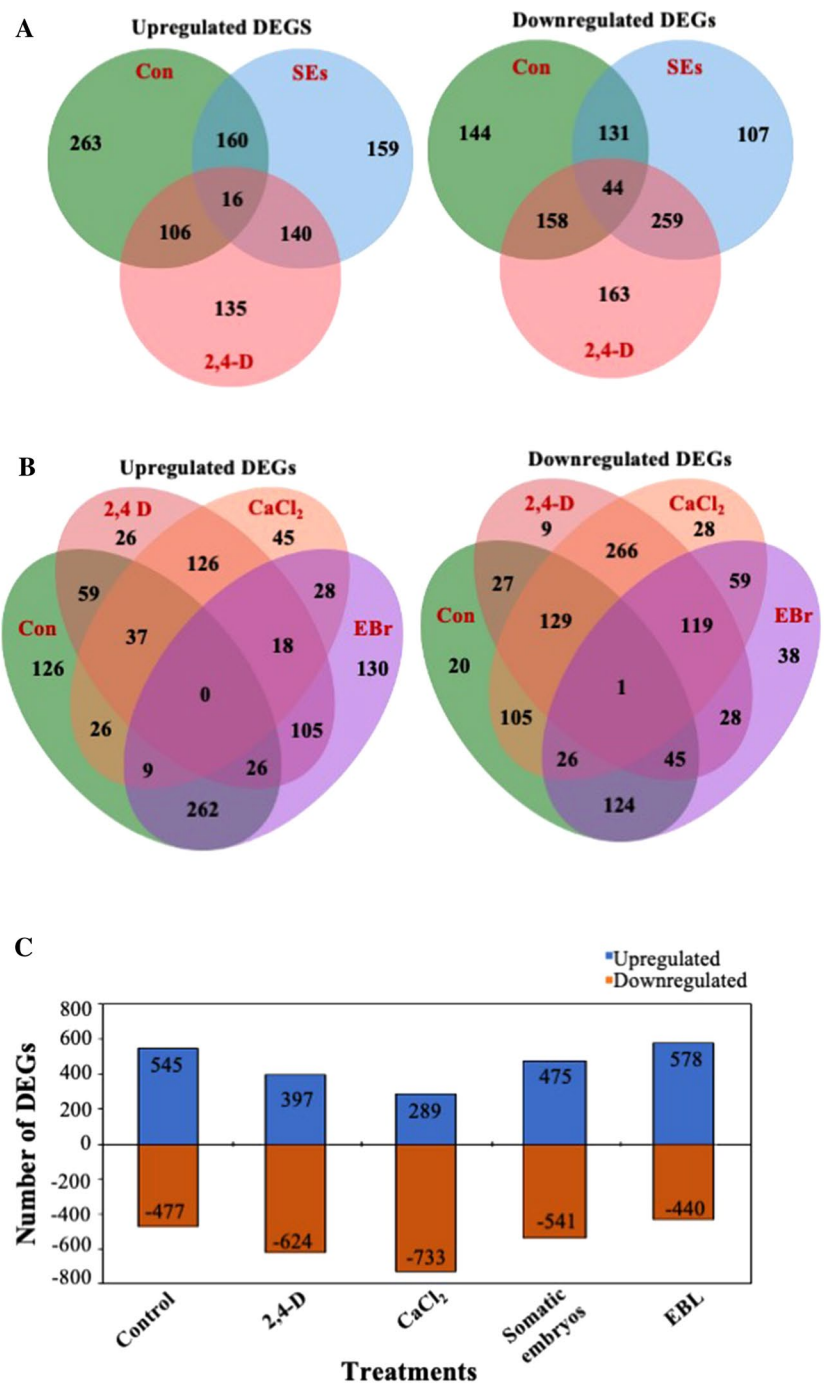 A
Upregulated DEGS
Downregulated DEGs
Con
SEs
263
160
159
16
106
140
135
2,4-D
Con
SEs
144
131
107
44
158
259
163
2,4-D
B
Upregulated DEGs
Downregulated DEGs
2,4 D
CaCl₂
26
45
126
59
28
Con
37
18
EBr
126
130
0
26
105
9
26
262
2,4-D
CaCl₂
9
28
266
27
59
Con
129
119
EBr
20
38
1
105
28
26
45
124
C
Upregulated
Downregulated
Number of DEGs
800
600
400
200
0
-200
-400
-600
-800
545
397
289
475
578
-477
-624
-733
-541
-440
Control
2,4-D
CaCl₂
Somatic
embryos
EBL
Treatments